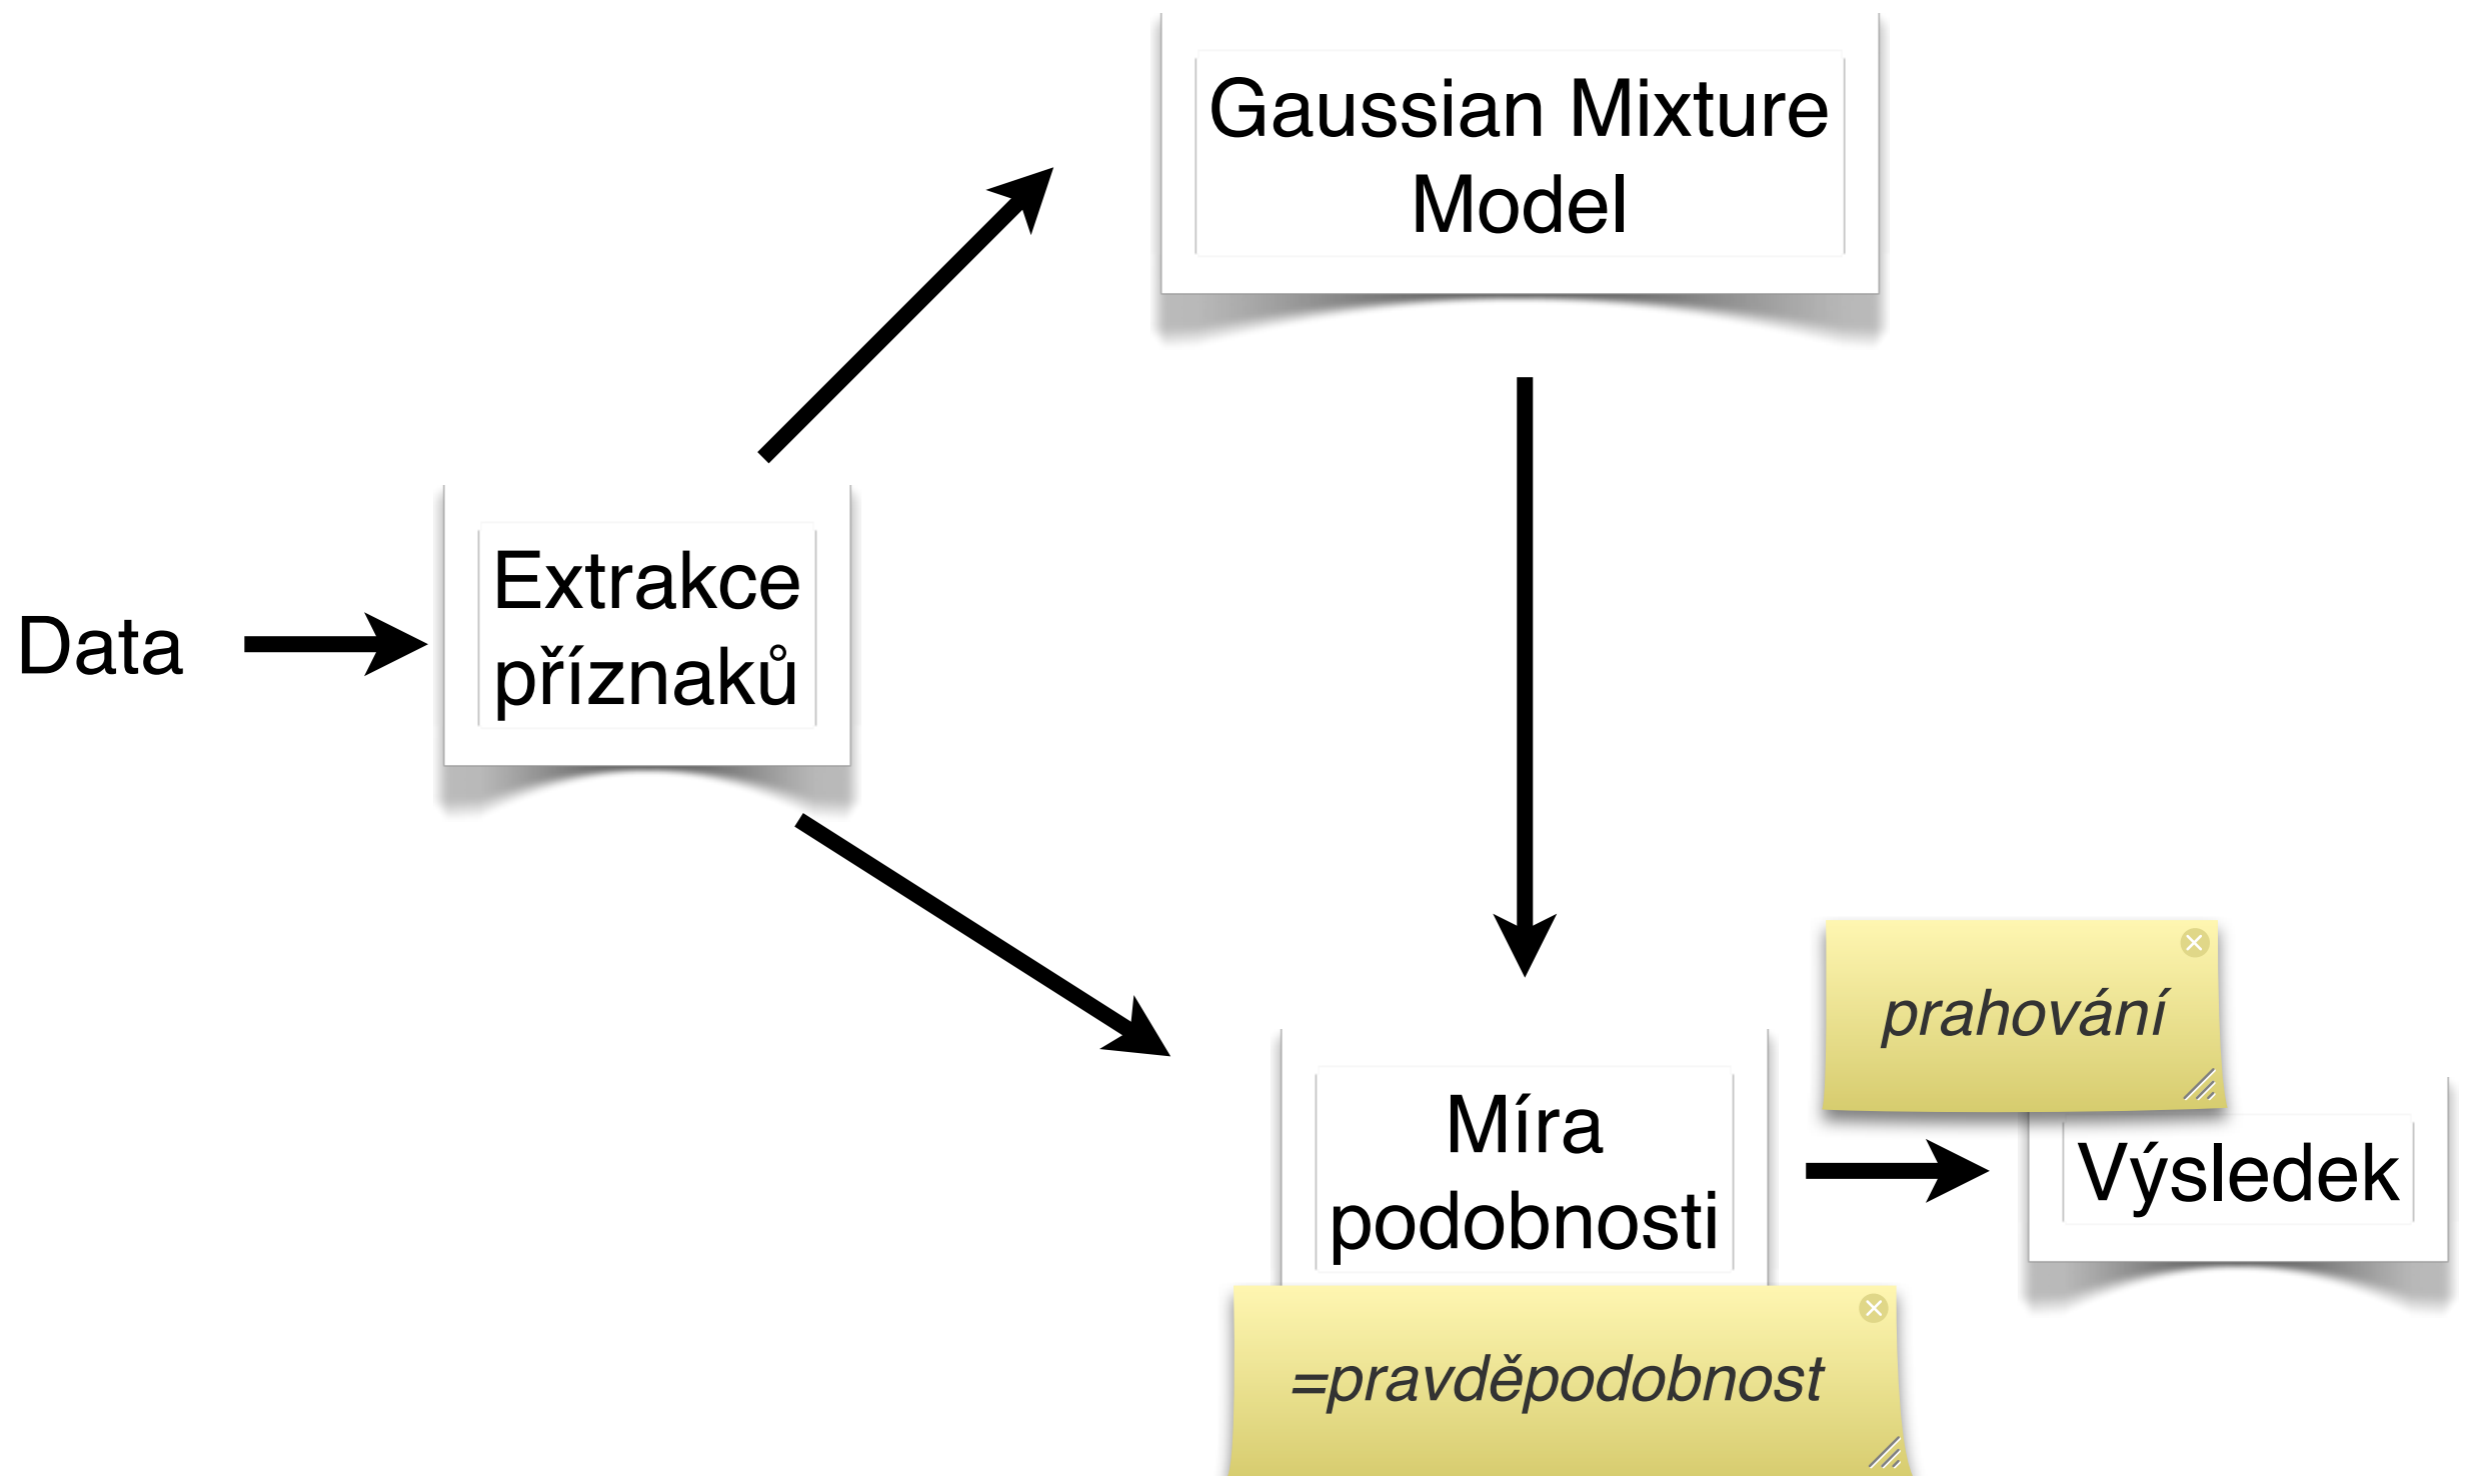 Gaussian Mixture
Model
Extrakce
příznaků
Data
prahování
Míra
podobnosti
Výsledek
=pravděpodobnost